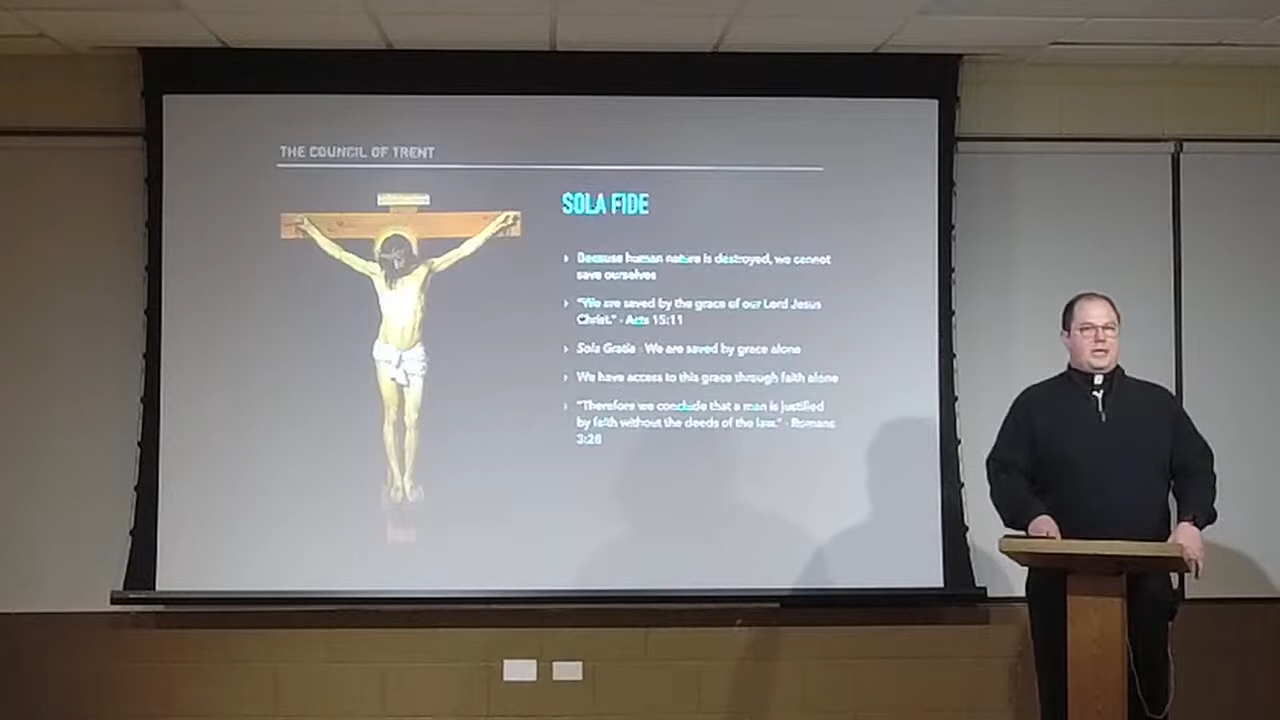 THE COUNCIL OF TRENT
SOLA FIDE
› Because human nature is destroyed, we cannot
save ourselves
› "We are saved by the grace of our Lord Jesus
Christ." - Acts 15:11
› Sola Gratia - We are saved by grace alone
› We have access to this grace through faith alone
› "Therefore we conclude that a man is justified
by faith without the deeds of the law." - Romans
3:28